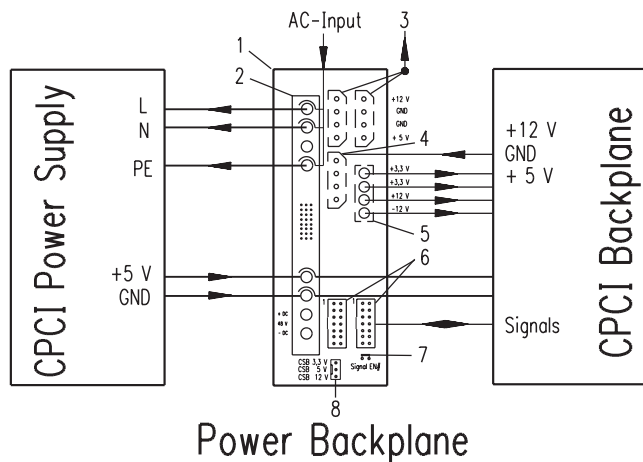 AC-Input
3
1
2
4
L
N
PE
+5 V
GND
CPCI Power Supply
+12 V
GND
GND
+ 5 V
+3,3 V
+3,3 V
+12 V
-12 V
5
6
1
1
+ DC
48 V
- DC
CSB 3,3 V
CSB 5 V
CSB 12 V
Signal EN#
7
8
+12 V
GND
+ 5 V
Signals
CPCI Backplane
Power Backplane